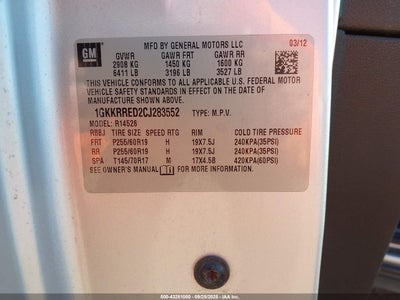 GM
MFD BY GENERAL MOTORS LLC
03/12
GVWR GAWR FRT GAWR RR
2908 KG 1450 KG 1600 KG
6411 LB 3196 LB 3527 LB
THIS VEHICLE CONFORMS TO ALL APPLICABLE U.S. FEDERAL MOTOR
VEHICLE SAFETY STANDARDS IN EFFECT ON THE DATE OF
MANUFACTURE SHOWN ABOVE.
1GKKRRED2CJ283552 TYPE: M.P.V.
MODEL: R14526
RBBJ TIRE SIZE SPEED RTG RIM COLD TIRE PRESSURE
FRT P255/60R19 H 19X7.5J 240KPA(35PSI)
RR P255/60R19 H 19X7.5J 240KPA(35PSI)
SPA T145/70R17 M 17X4.5B 420KPA(60PSI)
SEE OWNER'S MANUAL FOR MORE INFORMATION.